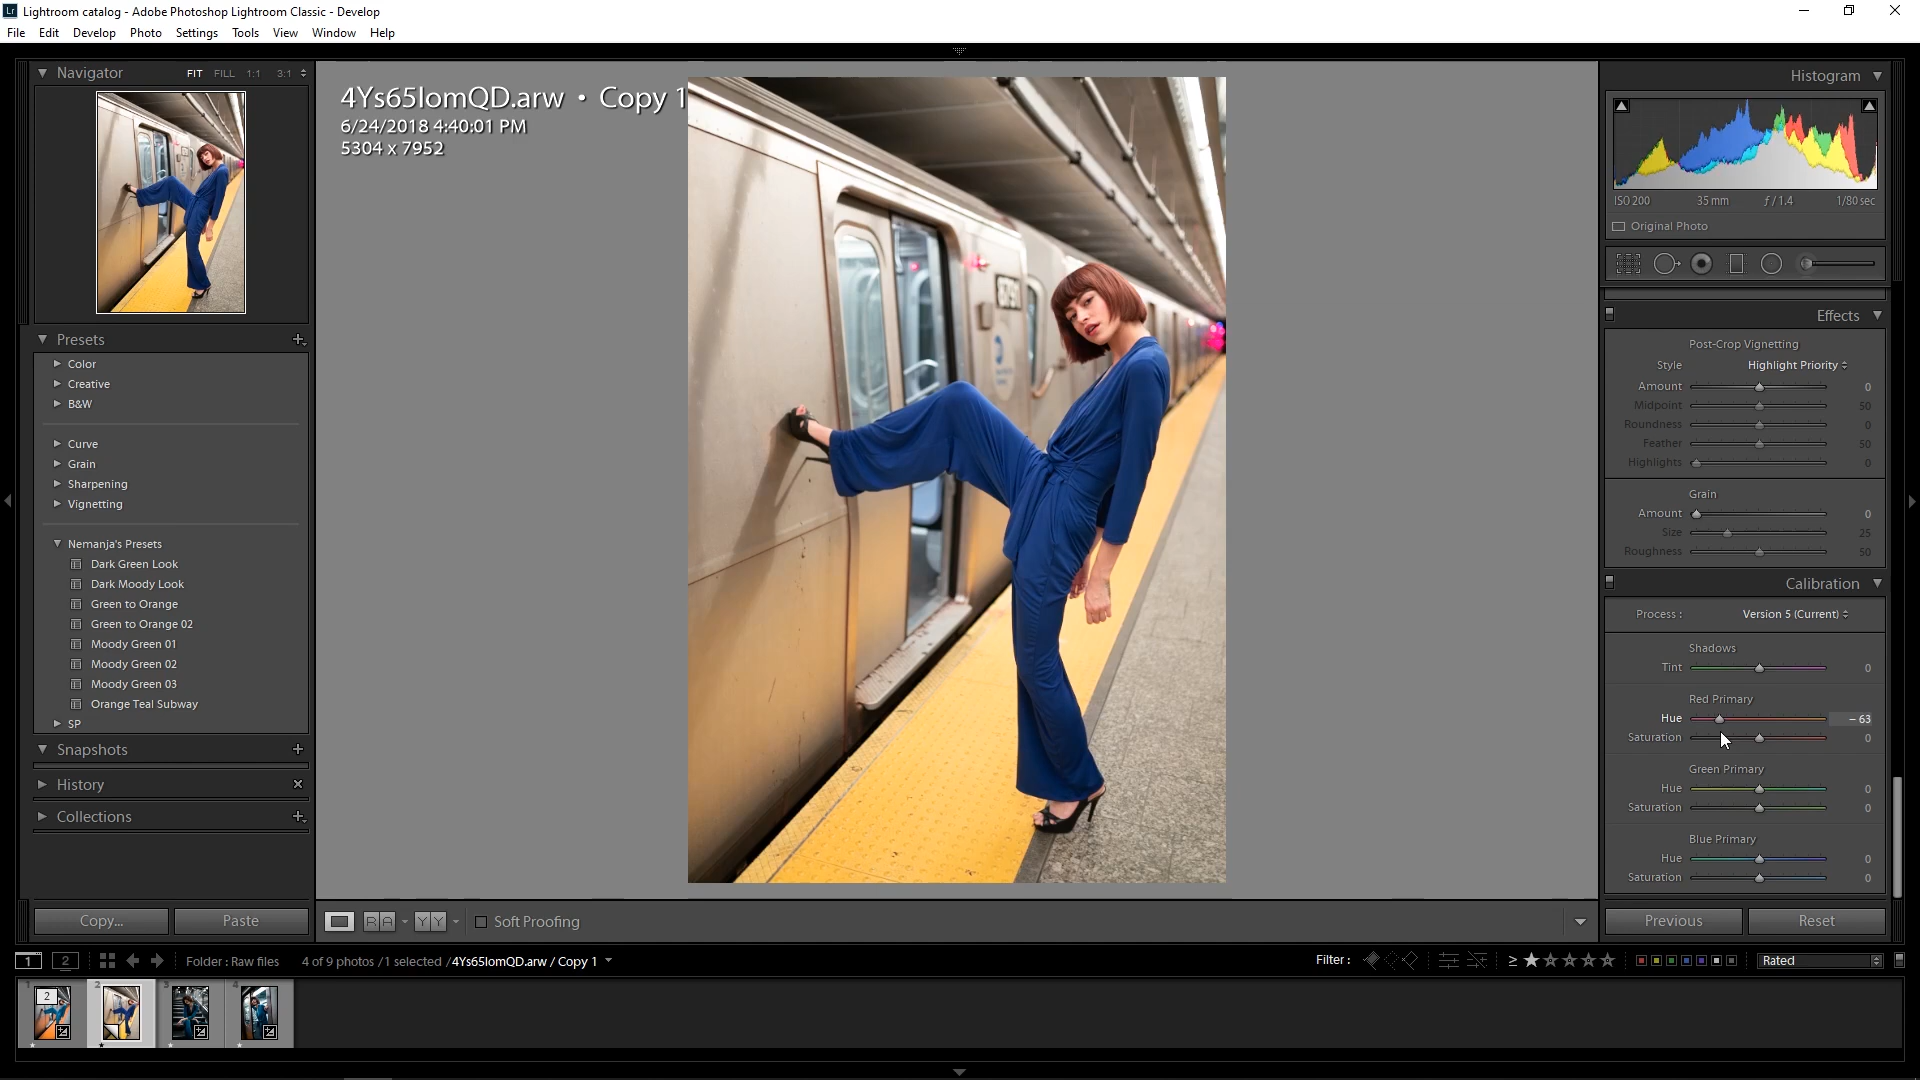 Lr Lightroom catalog - Adobe Photoshop Lightroom Classic - Develop
File Edit Develop Photo Settings Tools View Window Help
Navigator FIT FILL 1:1 3:1
Presets
Color
Creative
B&W
Curve
Grain
Sharpening
Vignetting
Nemanja's Presets
Dark Green Look
Dark Moody Look
Green to Orange
Green to Orange 02
Moody Green 01
Moody Green 02
Moody Green 03
Orange Teal Subway
SP
Snapshots
History
Collections
Copy... Paste
4Ys65lomQD.arw • Copy 1
6/24/2018 4:40:01 PM
5304 x 7952
8791
Histogram
ISO 200 35 mm ƒ / 1.4 1/80 sec
Original Photo
Effects
Post-Crop Vignetting
Style Highlight Priority
Amount 0
Midpoint 50
Roundness 0
Feather 50
Highlights 0
Grain
Amount 0
Size 25
Roughness 50
Calibration
Process : Version 5 (Current)
Shadows
Tint 0
Red Primary
Hue – 63
Saturation 0
Green Primary
Hue 0
Saturation 0
Blue Primary
Hue 0
Saturation 0
Previous Reset
R A Y Y Soft Proofing
1 2 Folder : Raw files 4 of 9 photos /1 selected /4Ys65lomQD.arw / Copy 1 Filter : ≥ Rated
1 2 2 3 4